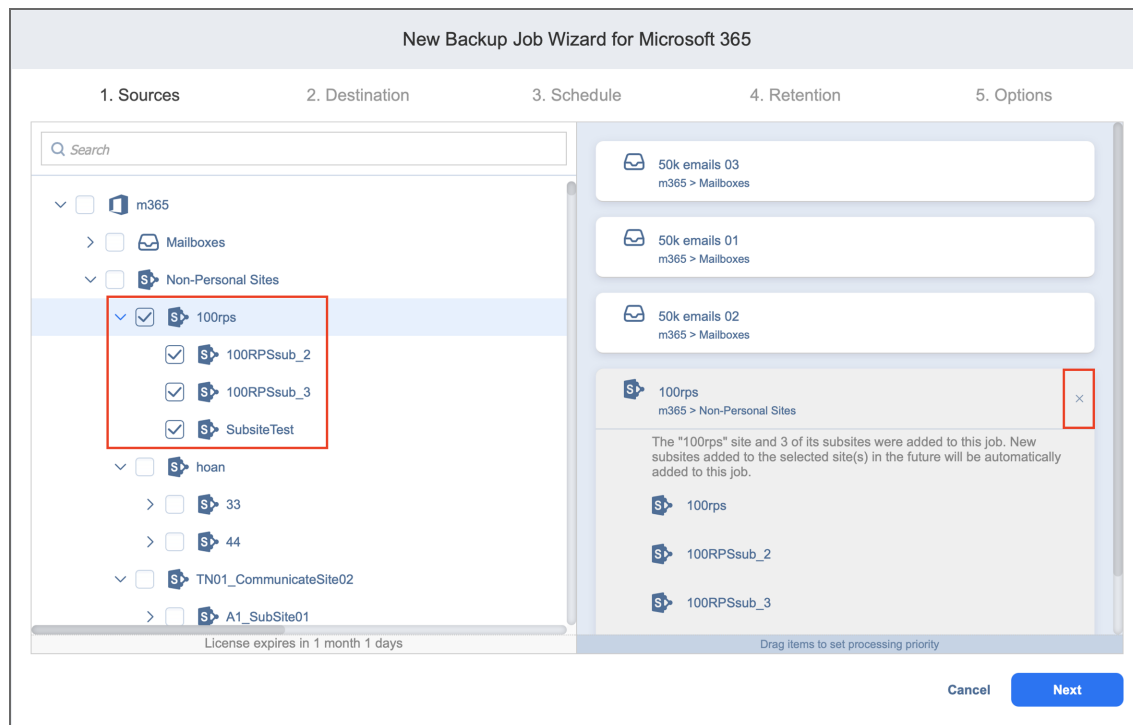 New Backup Job Wizard for Microsoft 365
1. Sources
2. Destination
3. Schedule
4. Retention
5. Options
Search
m365
Mailboxes
Non-Personal Sites
100rps
100RPSsub_2
100RPSsub_3
SubsiteTest
hoan
33
44
TN01_CommunicateSite02
A1_SubSite01
License expires in 1 month 1 days
50k emails 03
m365 > Mailboxes
50k emails 01
m365 > Mailboxes
50k emails 02
m365 > Mailboxes
100rps
m365 > Non-Personal Sites
The "100rps" site and 3 of its subsites were added to this job. New
subsites added to the selected site(s) in the future will be automatically
added to this job.
100rps
100RPSsub_2
100RPSsub_3
Drag items to set processing priority
Cancel
Next